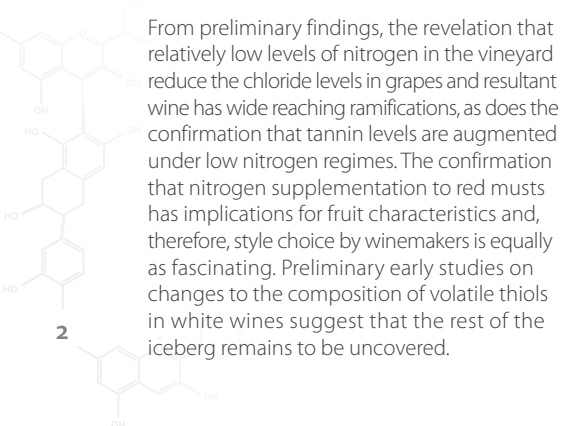 From preliminary findings, the revelation that
relatively low levels of nitrogen in the vineyard
reduce the chloride levels in grapes and resultant
wine has wide reaching ramifications, as does the
confirmation that tannin levels are augmented
under low nitrogen regimes. The confirmation
that nitrogen supplementation to red musts
has implications for fruit characteristics and,
therefore, style choice by winemakers is equally
as fascinating. Preliminary early studies on
changes to the composition of volatile thiols
in white wines suggest that the rest of the
iceberg remains to be uncovered.
2
O
OH
OH
HO
OH
HO
HO
OH
OH